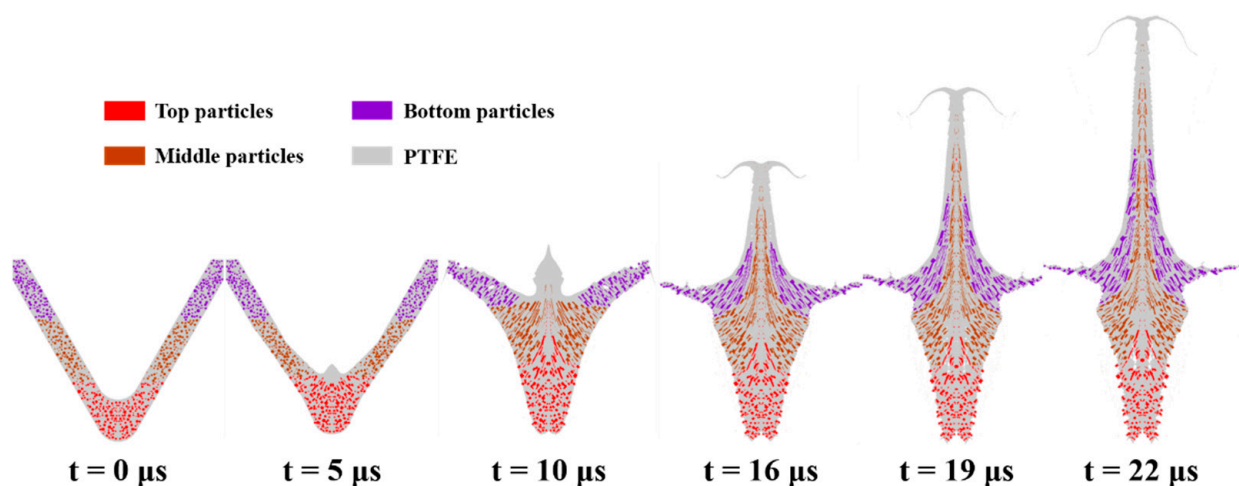 Top particles
Bottom particles
Middle particles
PTFE
t = 0 μs
t = 5 μs
t = 10 μs
t = 16 μs
t = 19 μs
t = 22 μs